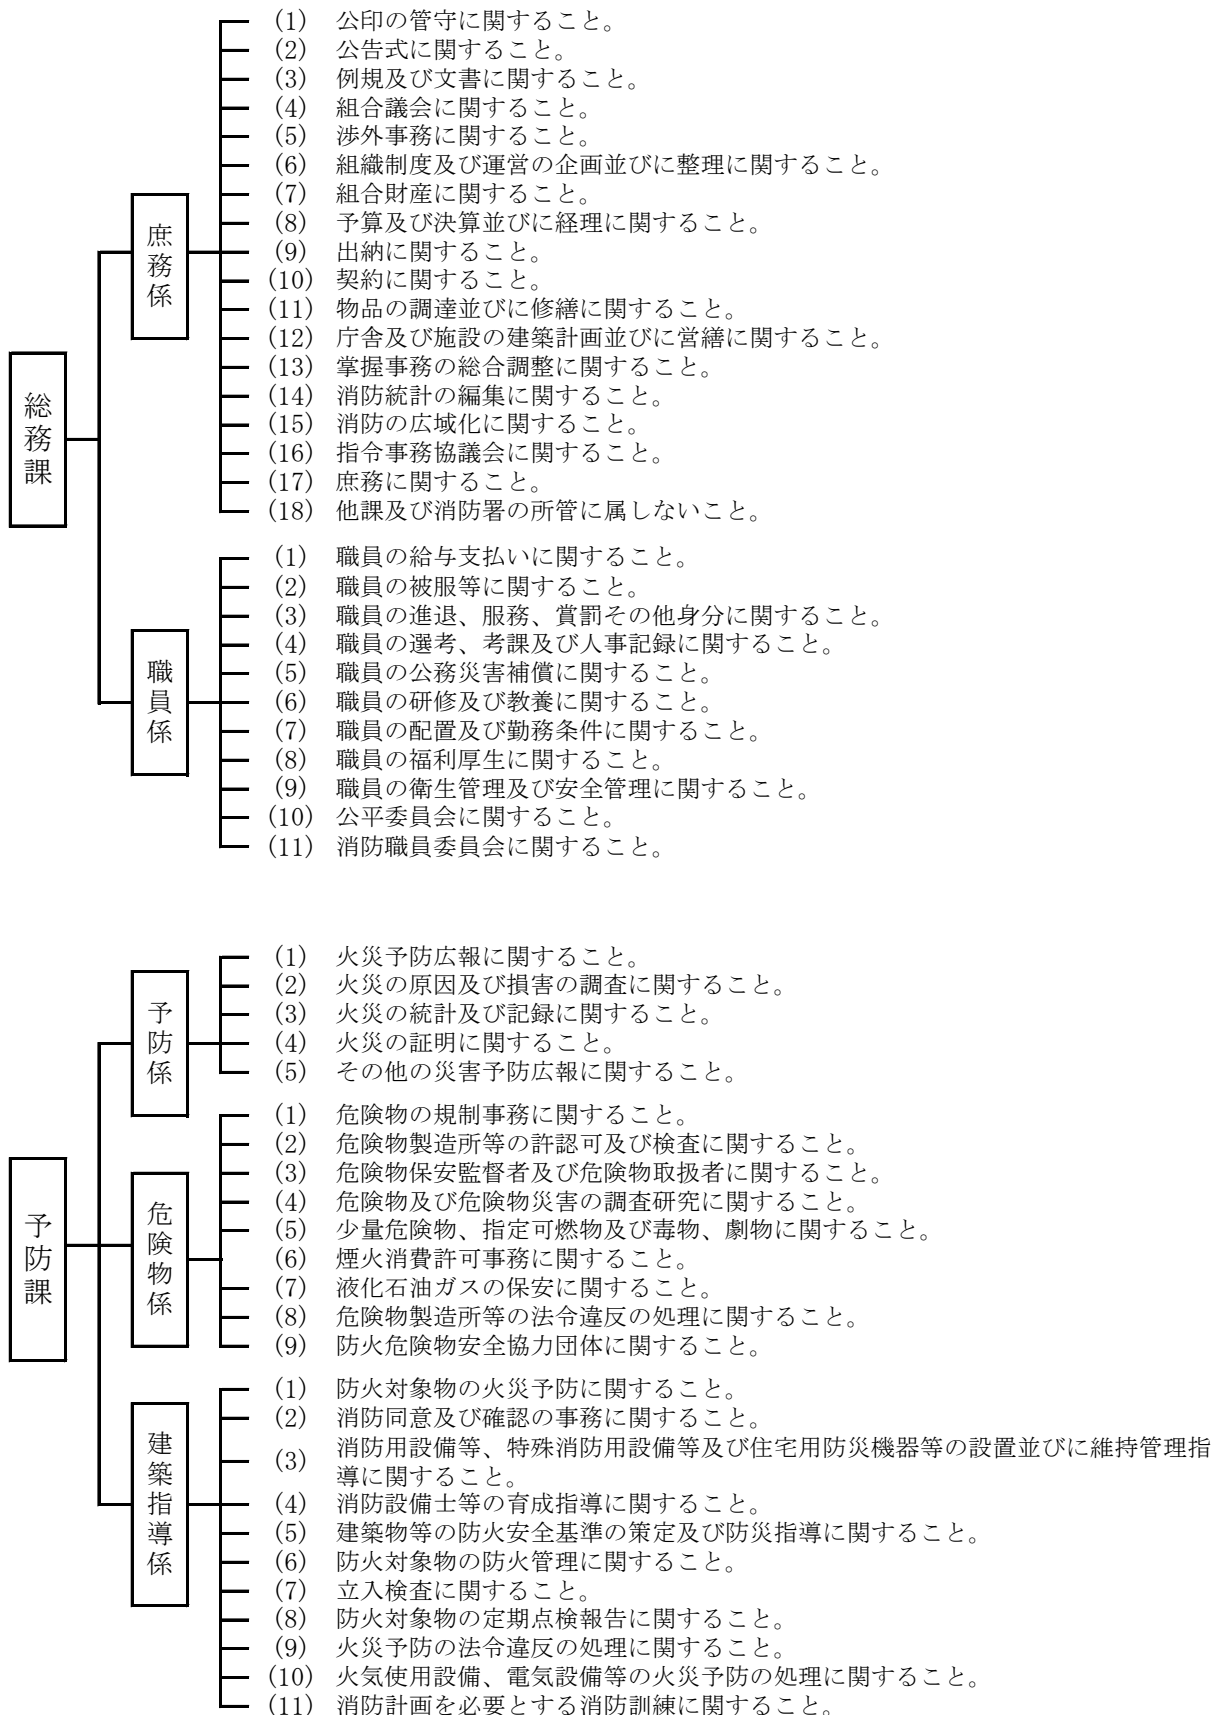 総務課
庶務係
(1) 公印の管守に関すること。
(2) 公告式に関すること。
(3) 例規及び文書に関すること。
(4) 組合議会に関すること。
(5) 渉外事務に関すること。
(6) 組織制度及び運営の企画並びに整理に関すること。
(7) 組合財産に関すること。
(8) 予算及び決算並びに経理に関すること。
(9) 出納に関すること。
(10) 契約に関すること。
(11) 物品の調達並びに修繕に関すること。
(12) 庁舎及び施設の建築計画並びに営繕に関すること。
(13) 掌握事務の総合調整に関すること。
(14) 消防統計の編集に関すること。
(15) 消防の広域化に関すること。
(16) 指令事務協議会に関すること。
(17) 庶務に関すること。
(18) 他課及び消防署の所管に属しないこと。
職員係
(1) 職員の給与支払いに関すること。
(2) 職員の被服等に関すること。
(3) 職員の進退、服務、賞罰その他身分に関すること。
(4) 職員の選考、考課及び人事記録に関すること。
(5) 職員の公務災害補償に関すること。
(6) 職員の研修及び教養に関すること。
(7) 職員の配置及び勤務条件に関すること。
(8) 職員の福利厚生に関すること。
(9) 職員の衛生管理及び安全管理に関すること。
(10) 公平委員会に関すること。
(11) 消防職員委員会に関すること。
予防課
予防係
(1) 火災予防広報に関すること。
(2) 火災の原因及び損害の調査に関すること。
(3) 火災の統計及び記録に関すること。
(4) 火災の証明に関すること。
(5) その他の災害予防広報に関すること。
危険物係
(1) 危険物の規制事務に関すること。
(2) 危険物製造所等の許認可及び検査に関すること。
(3) 危険物保安監督者及び危険物取扱者に関すること。
(4) 危険物及び危険物災害の調査研究に関すること。
(5) 少量危険物、指定可燃物及び毒物、劇物に関すること。
(6) 煙火消費許可事務に関すること。
(7) 液化石油ガスの保安に関すること。
(8) 危険物製造所等の法令違反の処理に関すること。
(9) 防火危険物安全協力団体に関すること。
建築指導係
(1) 防火対象物の火災予防に関すること。
(2) 消防同意及び確認の事務に関すること。
(3) 消防用設備等、特殊消防用設備等及び住宅用防災機器等の設置並びに維持管理指
導に関すること。
(4) 消防設備士等の育成指導に関すること。
(5) 建築物等の防火安全基準の策定及び防災指導に関すること。
(6) 防火対象物の防火管理に関すること。
(7) 立入検査に関すること。
(8) 防火対象物の定期点検報告に関すること。
(9) 火災予防の法令違反の処理に関すること。
(10) 火気使用設備、電気設備等の火災予防の処理に関すること。
(11) 消防計画を必要とする消防訓練に関すること。